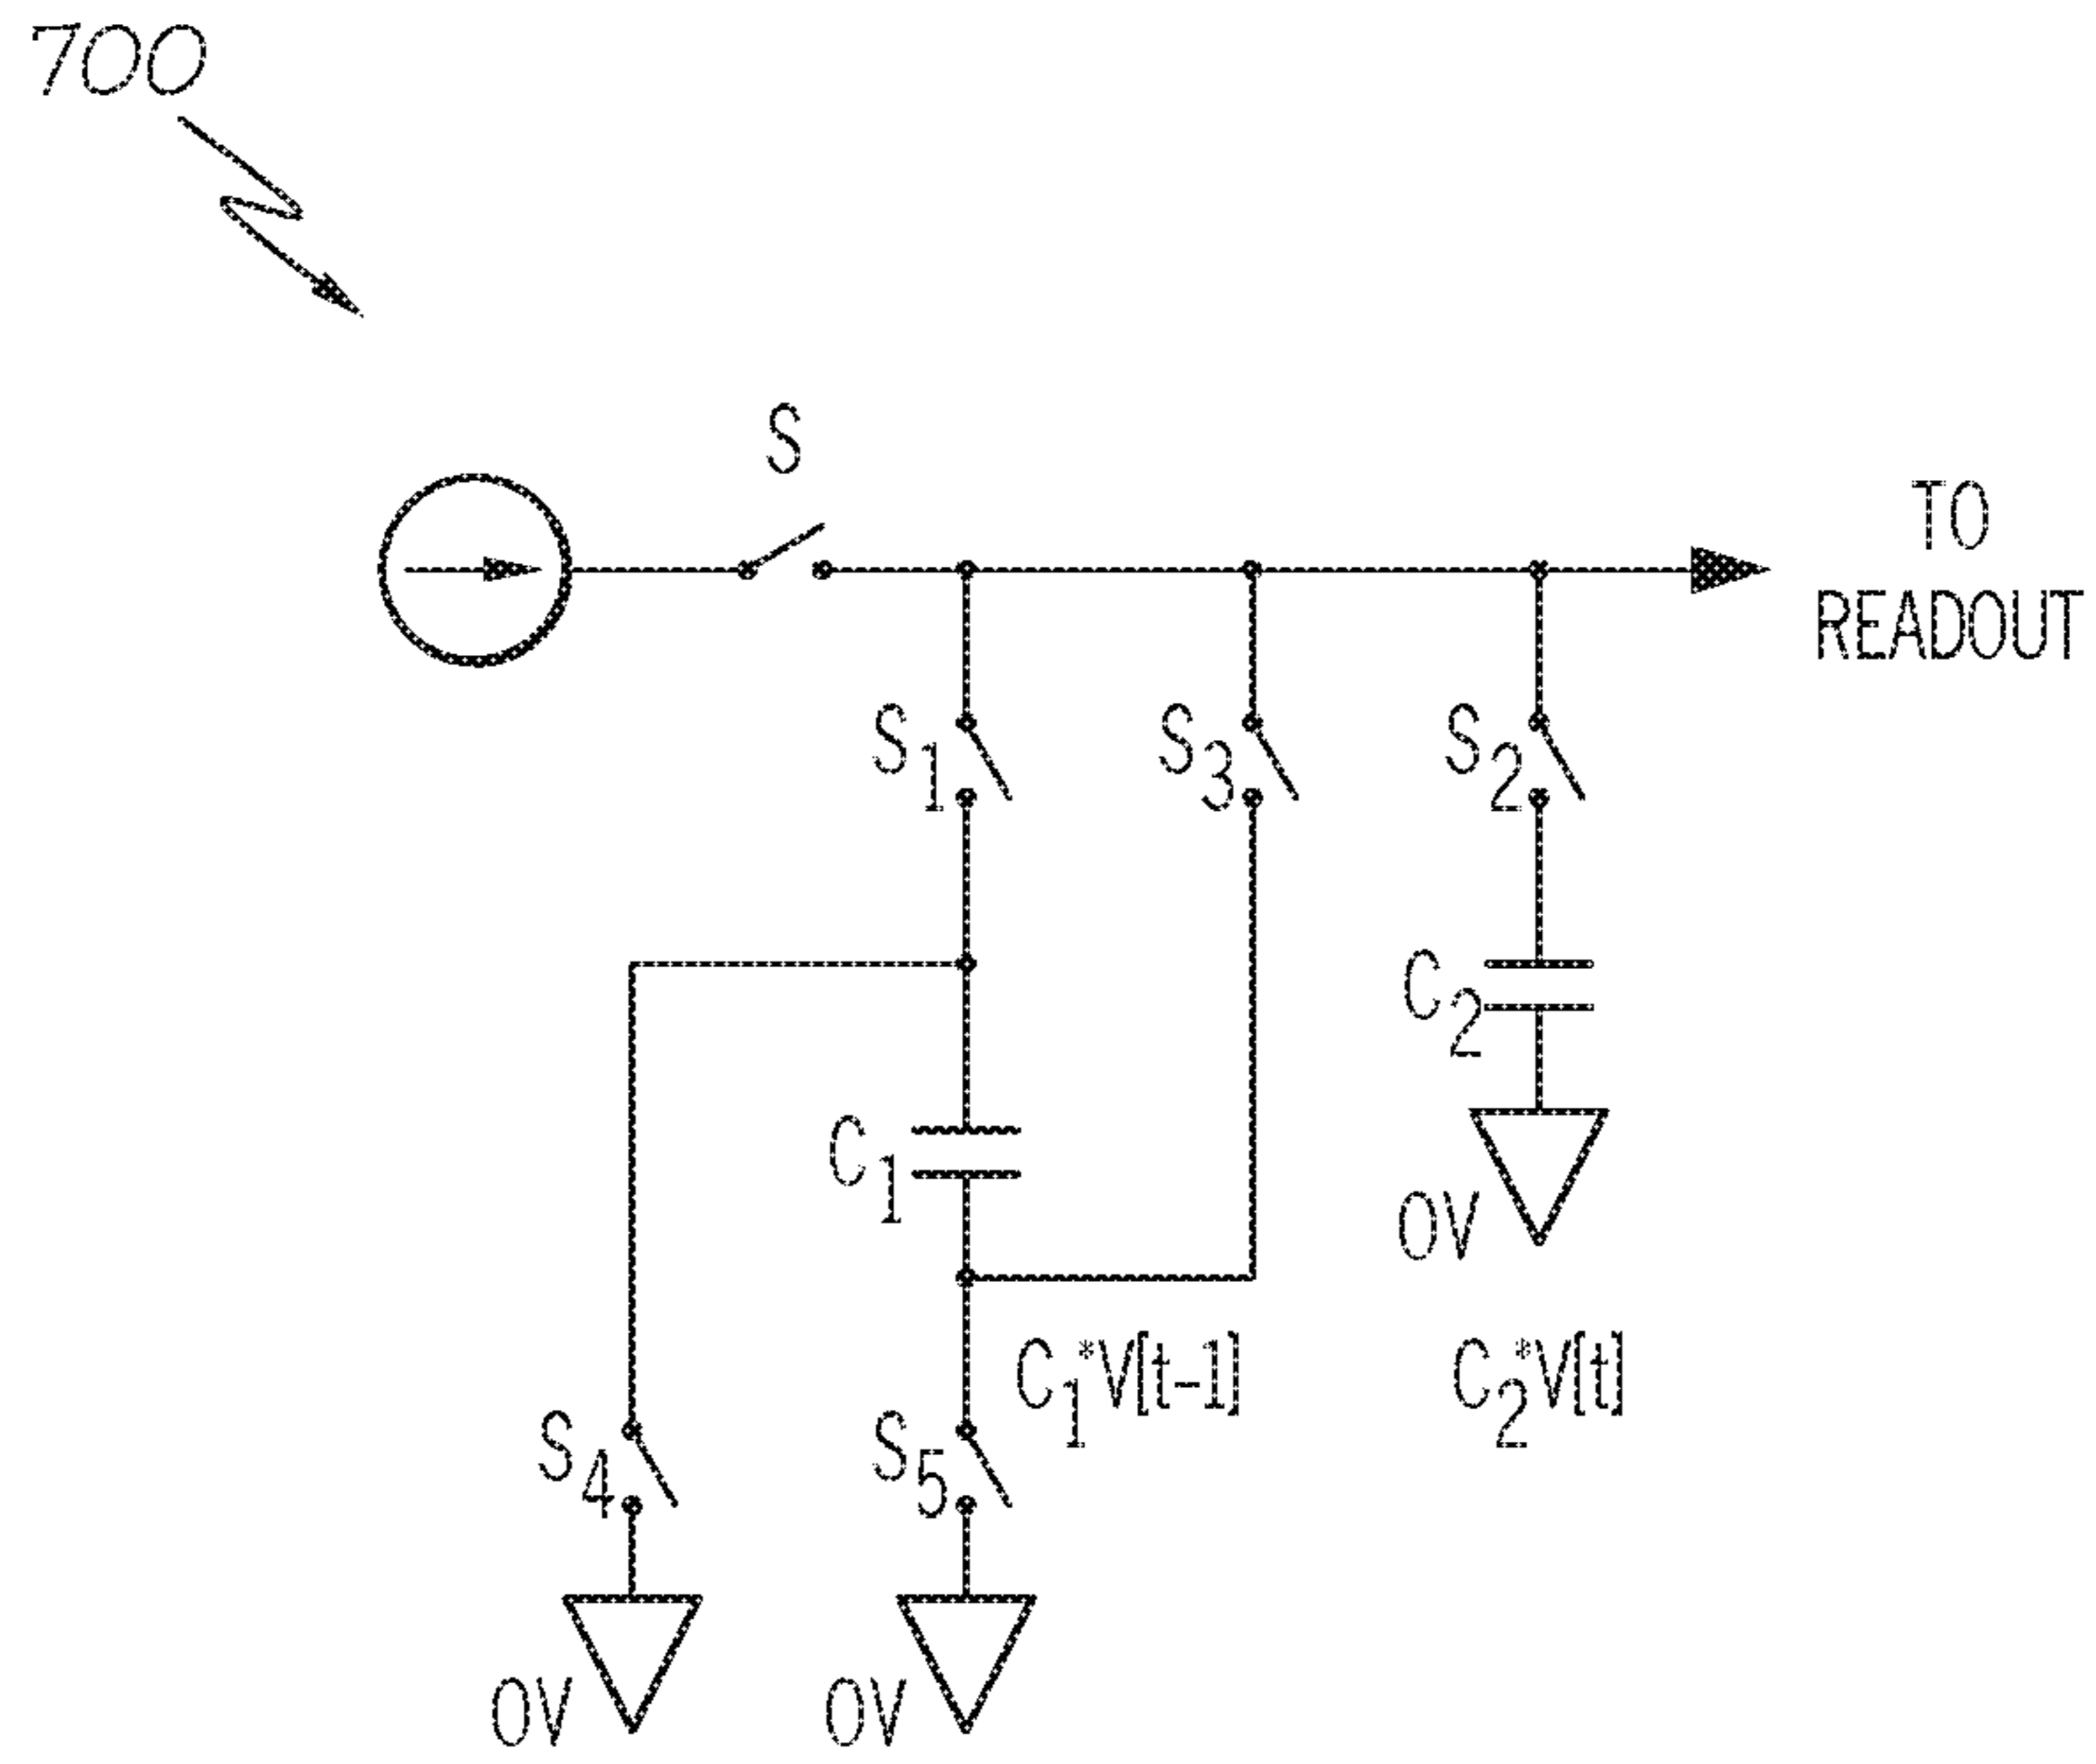 700
S
TO
READOUT
S1
S3
S2
C2
C1
0V
C1*V[t-1]
C2*V[t]
S4
S5
0V
0V